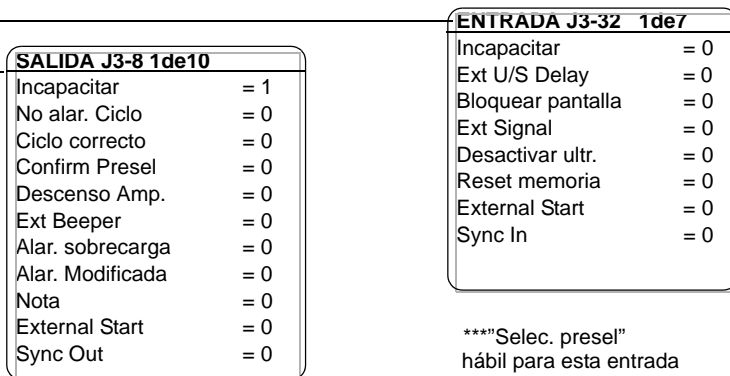 SALIDA J3-8 1de10
Incapacitar = 1
No alar. Ciclo = 0
Ciclo correcto = 0
Confirm Presel = 0
Descenso Amp. = 0
Ext Beeper = 0
Alar. sobrecarga = 0
Alar. Modificada = 0
Nota = 0
External Start = 0
Sync Out = 0
ENTRADA J3-32 1de7
Incapacitar = 0
Ext U/S Delay = 0
Bloquear pantalla = 0
Ext Signal = 0
Desactivar ultr. = 0
Reset memoria = 0
External Start = 0
Sync In = 0
***”Selec. presel”
hábil para esta entrada